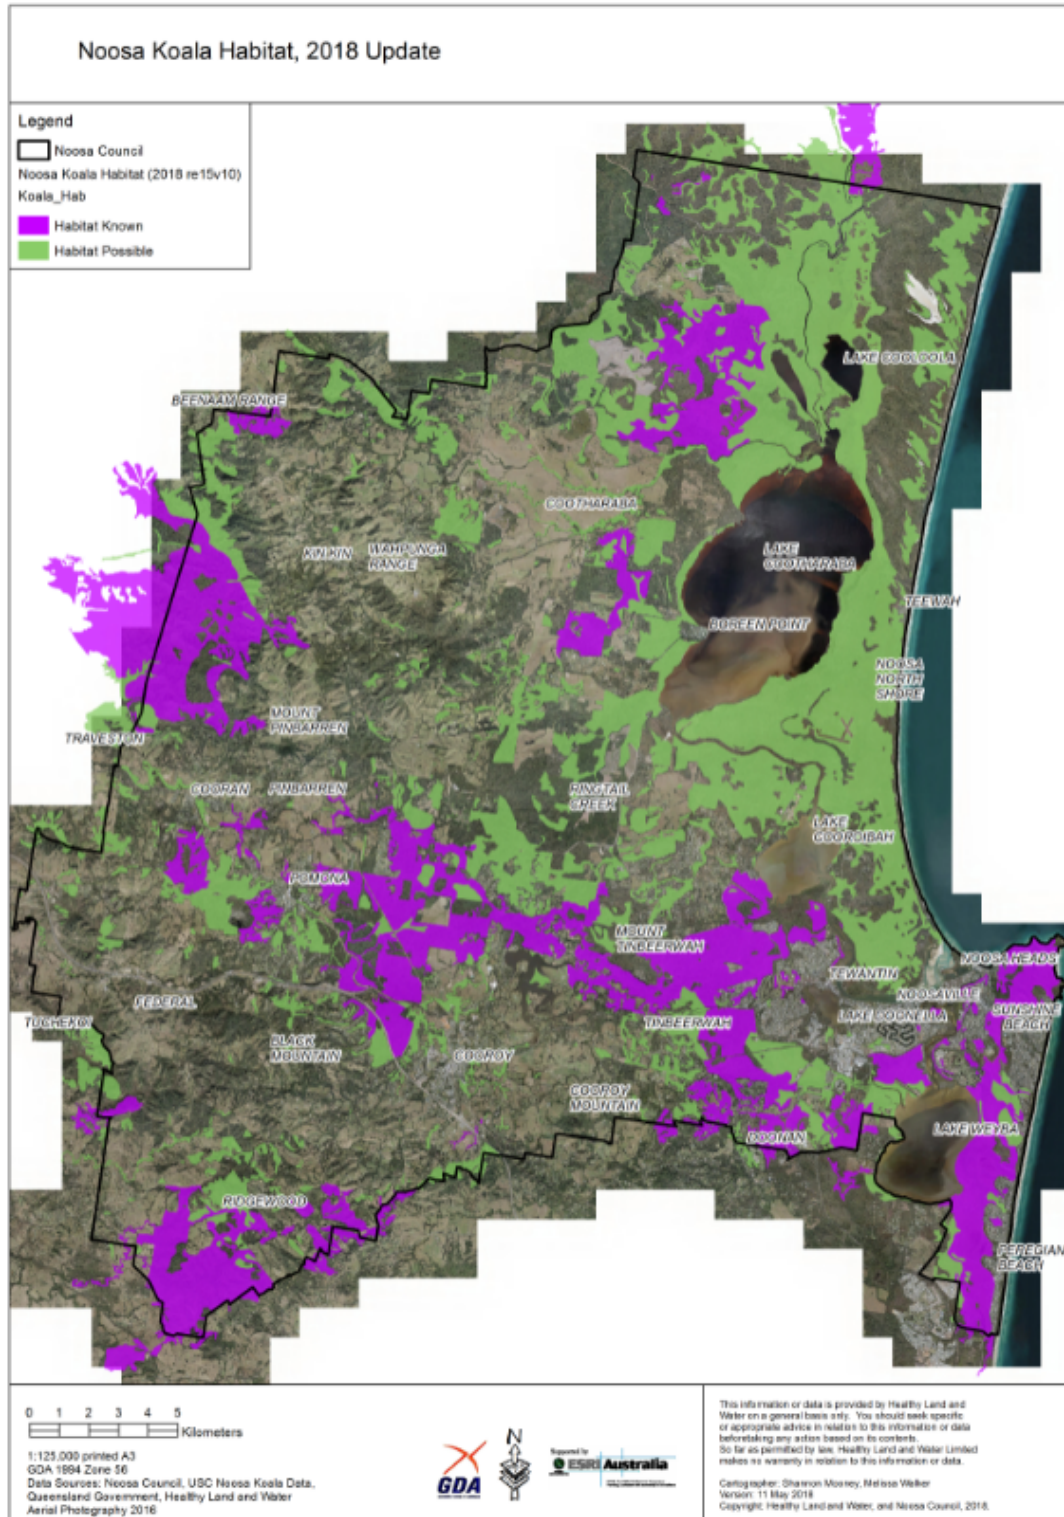 Noosa Koala Habitat, 2018 Update
Legend
Noosa Council
Noosa Koala Habitat (2018 re15v10)
Koala_Hab
Habitat Known
Habitat Possible
LAKE COOLOOLA
BEENAAM RANGE
COOTHARABA
KIN KIN
WAHPUNGA
RANGE
LAKE
COOTHARABA
TEEWAH
BOREEN POINT
NOOSA
NORTH
SHORE
MOUNT
PINBARREN
TRAVESTON
COORAN
PINBARREN
RINGTAIL
CREEK
LAKE
COOROIBAH
POMONA
MOUNT
TINBEERWAH
NOOSA HEADS
TEWANTIN
NOOSAVILLE
FEDERAL
SUNSHINE
BEACH
LAKE DOONELLA
TUCHEKOI
TINBEERWAH
BLACK
MOUNTAIN
COOROY
COOROY
MOUNTAIN
LAKE WEYBA
DOONAN
RIDGEWOOD
PEREGIAN
BEACH
0 1 2 3 4 5
Kilometers
1:125,000 printed A3
GDA 1994 Zone 56
Data Sources: Noosa Council, USC Noosa Koala Data,
Queensland Government, Healthy Land and Water
Aerial Photography 2016
GDA
N
Supported by
ESRI Australia
This information or data is provided by Healthy Land and
Water on a general basis only. You should seek specific
or appropriate advice in relation to this information or data
before taking any action based on its contents.
So far as permitted by law, Healthy Land and Water Limited
makes no warranty in relation to this information or data.
Cartographer: Shannon Mooney, Melissa Walker
Version: 11 May 2018
Copyright: Healthy Land and Water, and Noosa Council, 2018.